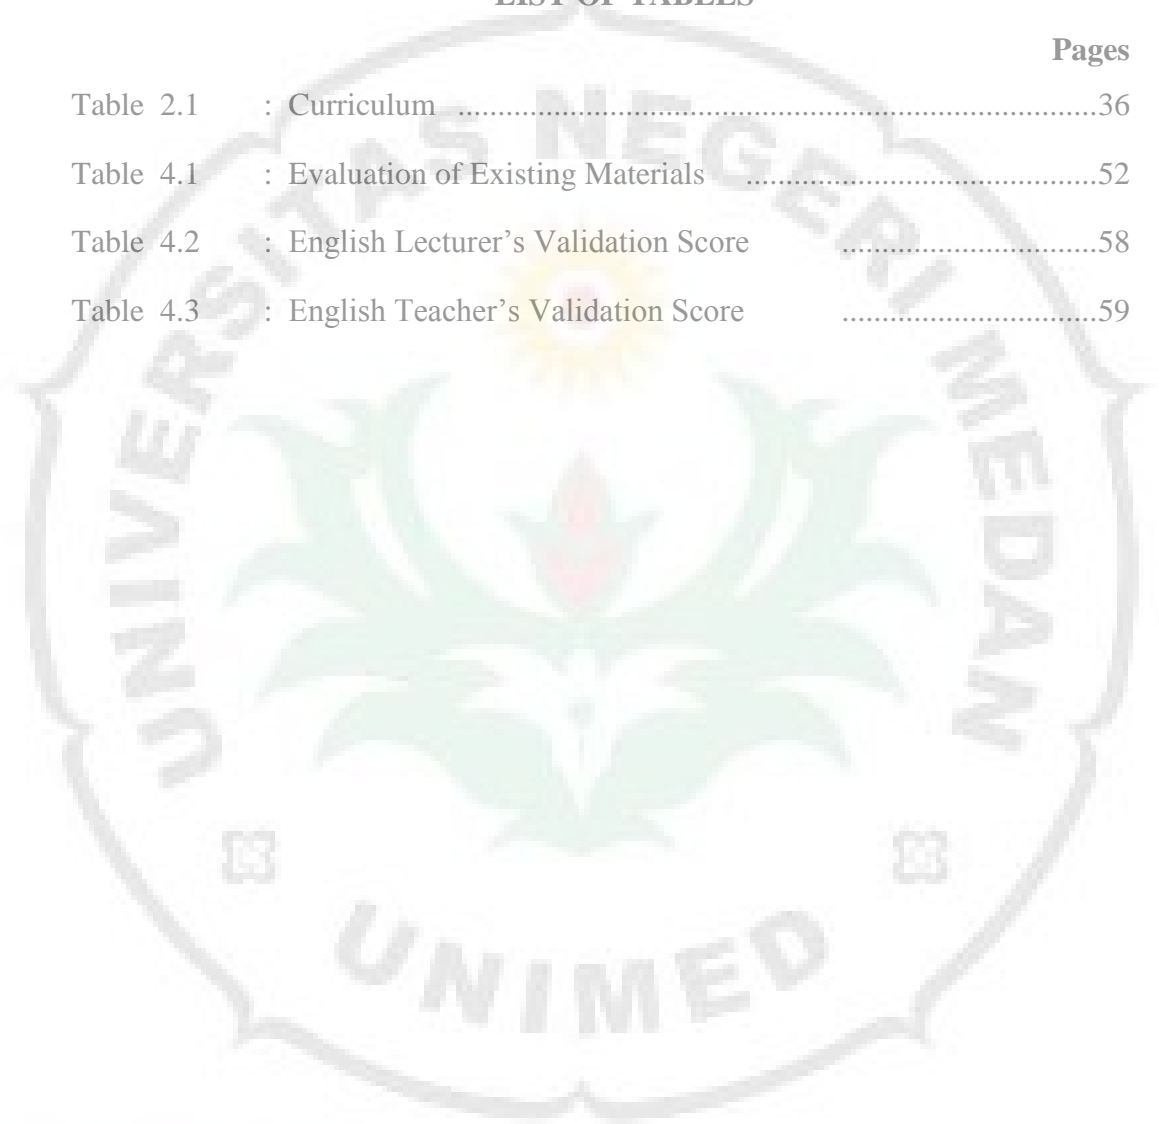 LIST OF TABLES
Pages
Table 2.1 : Curriculum ................................................................................36
Table 4.1 : Evaluation of Existing Materials ............................................52
Table 4.2 : English Lecturer’s Validation Score ................................58
Table 4.3 : English Teacher’s Validation Score ................................59
UNIVERSITAS NEGERI MEDAN
UNIMED